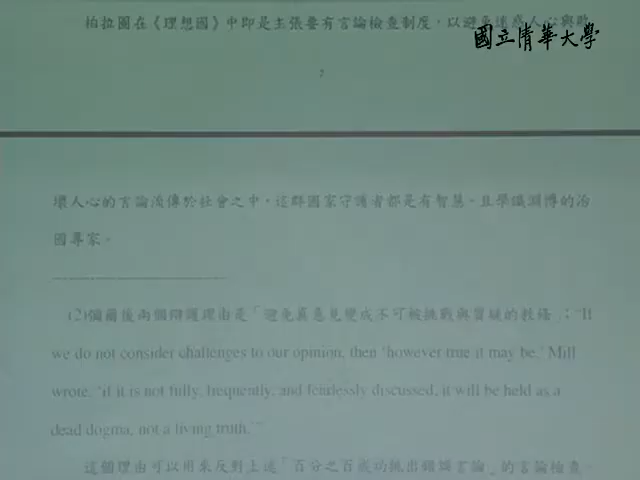 柏拉圖在《理想國》中即是主張要有言論檢查制度，以避免
國立清華大學
7
壞人心的言論流傳於社會之中，這群國家守護者都是有智慧、且學識淵博的治
國專家。
(2)彌爾後兩個辯護理由是「避免真意見變成不可被挑戰與質疑的教條」；"If
we do not consider challenges to our opinion, then 'however true it may be,' Mill
wrote, 'if it is not fully, frequently, and fearlessly discussed, it will be held as a
dead dogma, not a living truth.'"
這個理由可以用來反對上述「百分之百成功挑出錯誤言論」的言論檢查